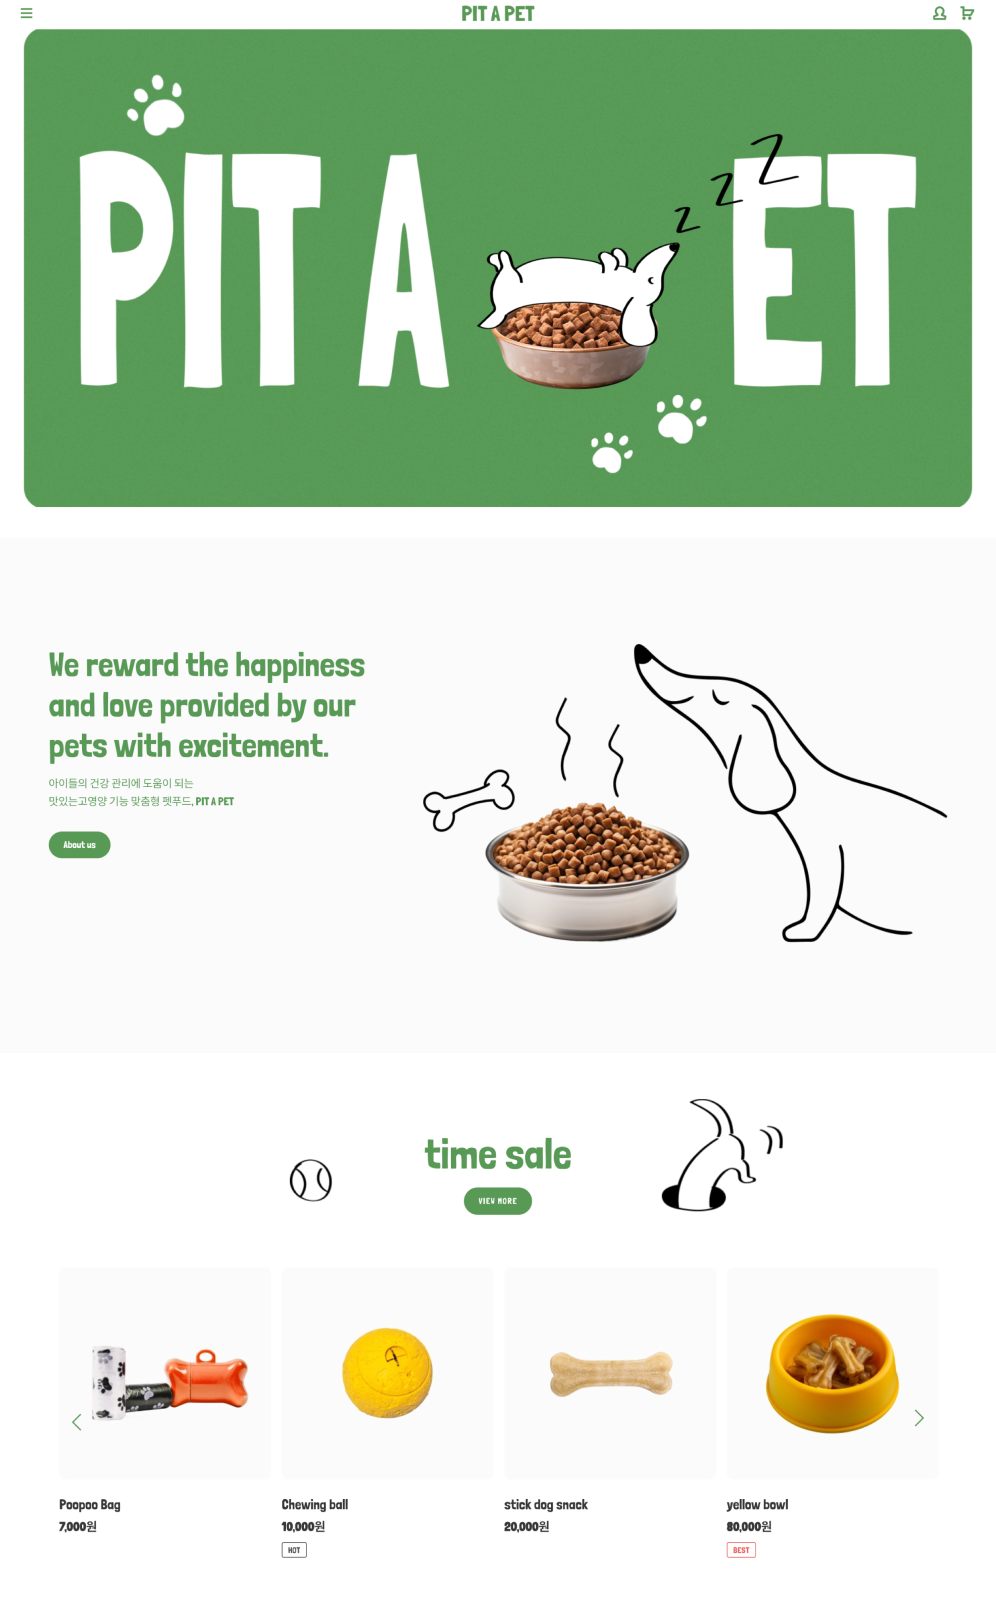 PIT A PET
PIT A ET
z z z
We reward the happiness
and love provided by our
pets with excitement.
아이들의 건강 관리에 도움이 되는
맛있는고영양 기능 맞춤형 펫푸드, PIT A PET
About us
time sale
VIEW MORE
Poopoo Bag
7,000원
Chewing ball
10,000원
HOT
stick dog snack
20,000원
yellow bowl
80,000원
BEST